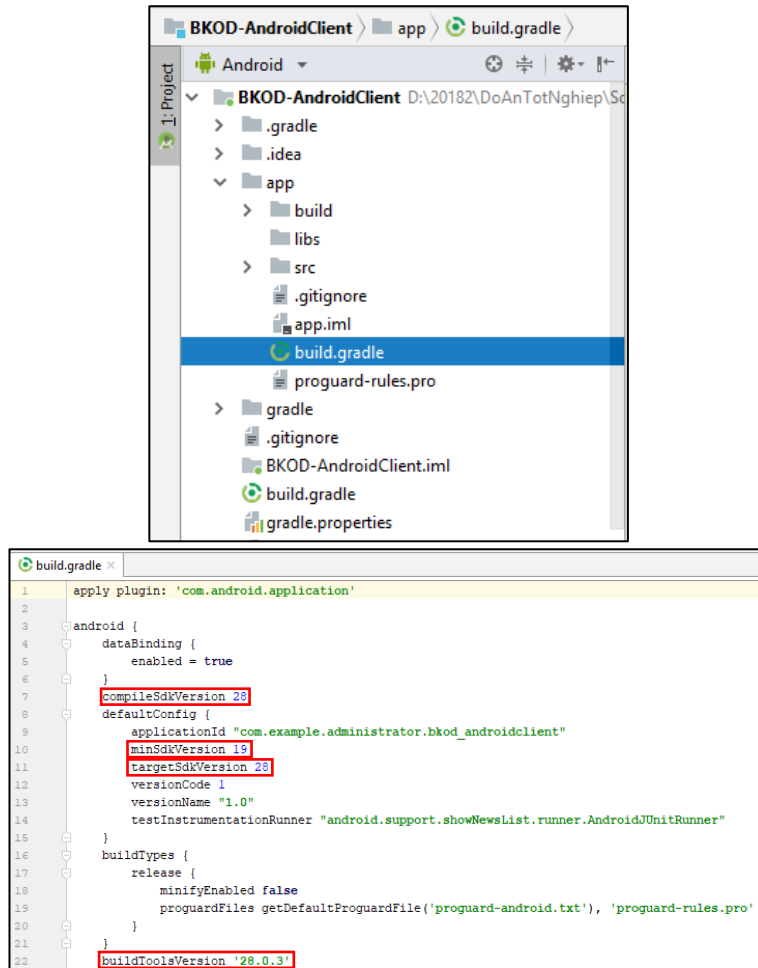 BKOD-AndroidClient app build.gradle
1: Project
Android
BKOD-AndroidClient D:\20182\DoAnTotNghiep\Sc
.gradle
.idea
app
build
libs
src
.gitignore
app.iml
build.gradle
proguard-rules.pro
gradle
.gitignore
BKOD-AndroidClient.iml
build.gradle
gradle.properties
build.gradle
1 apply plugin: 'com.android.application'
2
3 android {
4 dataBinding {
5 enabled = true
6 }
7 compileSdkVersion 28
8 defaultConfig {
9 applicationId "com.example.administrator.bkod_androidclient"
10 minSdkVersion 19
11 targetSdkVersion 28
12 versionCode 1
13 versionName "1.0"
14 testInstrumentationRunner "android.support.showNewsList.runner.AndroidJUnitRunner"
15 }
16 buildTypes {
17 release {
18 minifyEnabled false
19 proguardFiles getDefaultProguardFile('proguard-android.txt'), 'proguard-rules.pro'
20 }
21 }
22 buildToolsVersion '28.0.3'